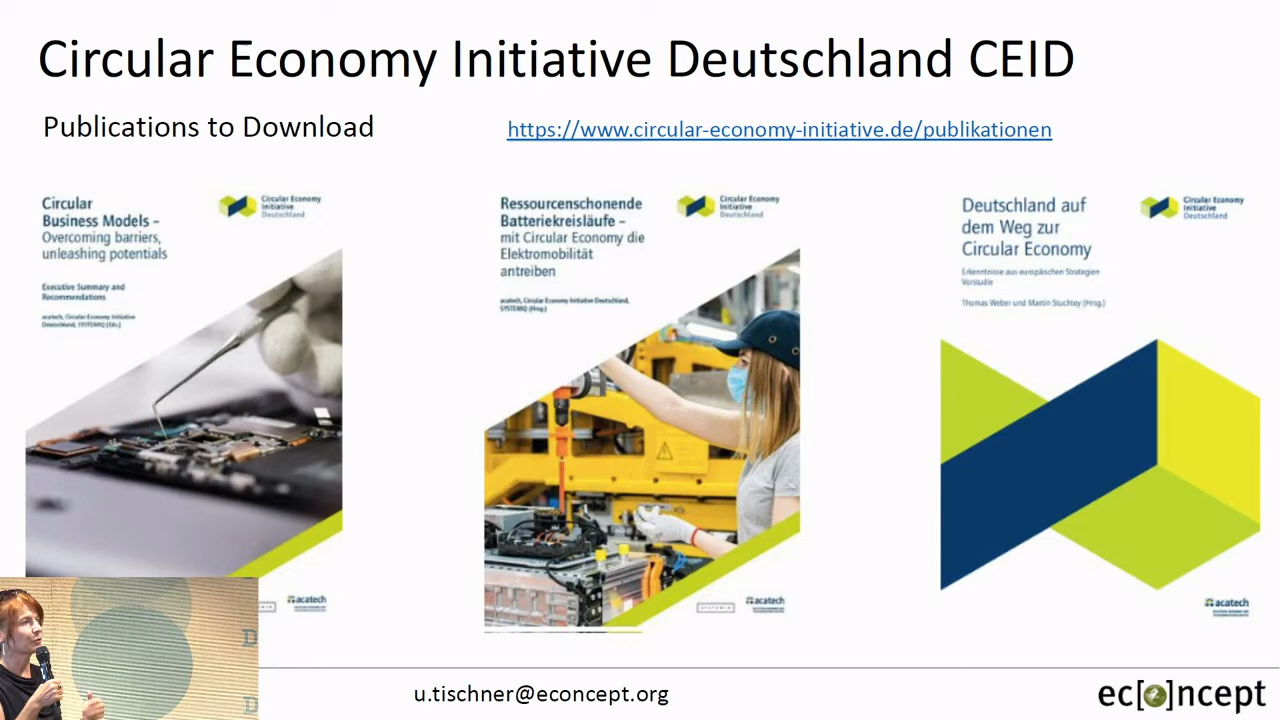 Circular Economy Initiative Deutschland CEID
Publications to Download
https://www.circular-economy-initiative.de/publikationen
Circular
Business Models –
Overcoming barriers,
unleashing potentials
Executive Summary and
Recommendations
acatech, Circular Economy Initiative
Deutschland, SYSTEMIQ (Eds.)
Circular Economy
Initiative
Deutschland
Ressourcenschonende
Batteriekreisläufe –
mit Circular Economy die
Elektromobilität
antreiben
acatech, Circular Economy Initiative Deutschland,
SYSTEMIQ (Hrsg.)
Circular Economy
Initiative
Deutschland
Deutschland auf
dem Weg zur
Circular Economy
Erkenntnisse aus europäischen Strategien
Vorstudie
Thomas Weber und Martin Stuchtey (Hrsg.)
Circular Economy
Initiative
Deutschland
acatech
SYSTEMIQ
acatech
acatech
D
D
u.tischner@econcept.org
ec[e]ncept